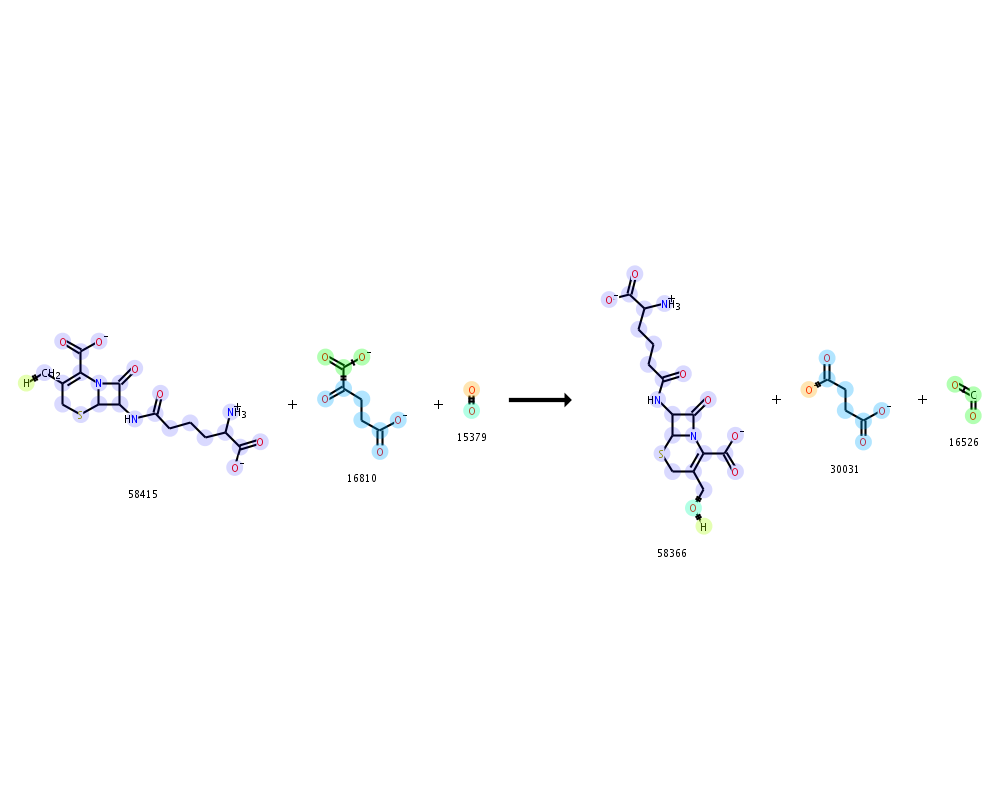 O O⁻
H CH2 N O
S HN O NH3⁺
O O⁻
58415
+
O O⁻
O
O⁻
O
16810
+
O
O
15379
+
O
O⁻ NH3⁺
O
HN O
N O⁻
S O
O
H
58366
+
O
O O⁻
O
30031
+
O
C
O
16526